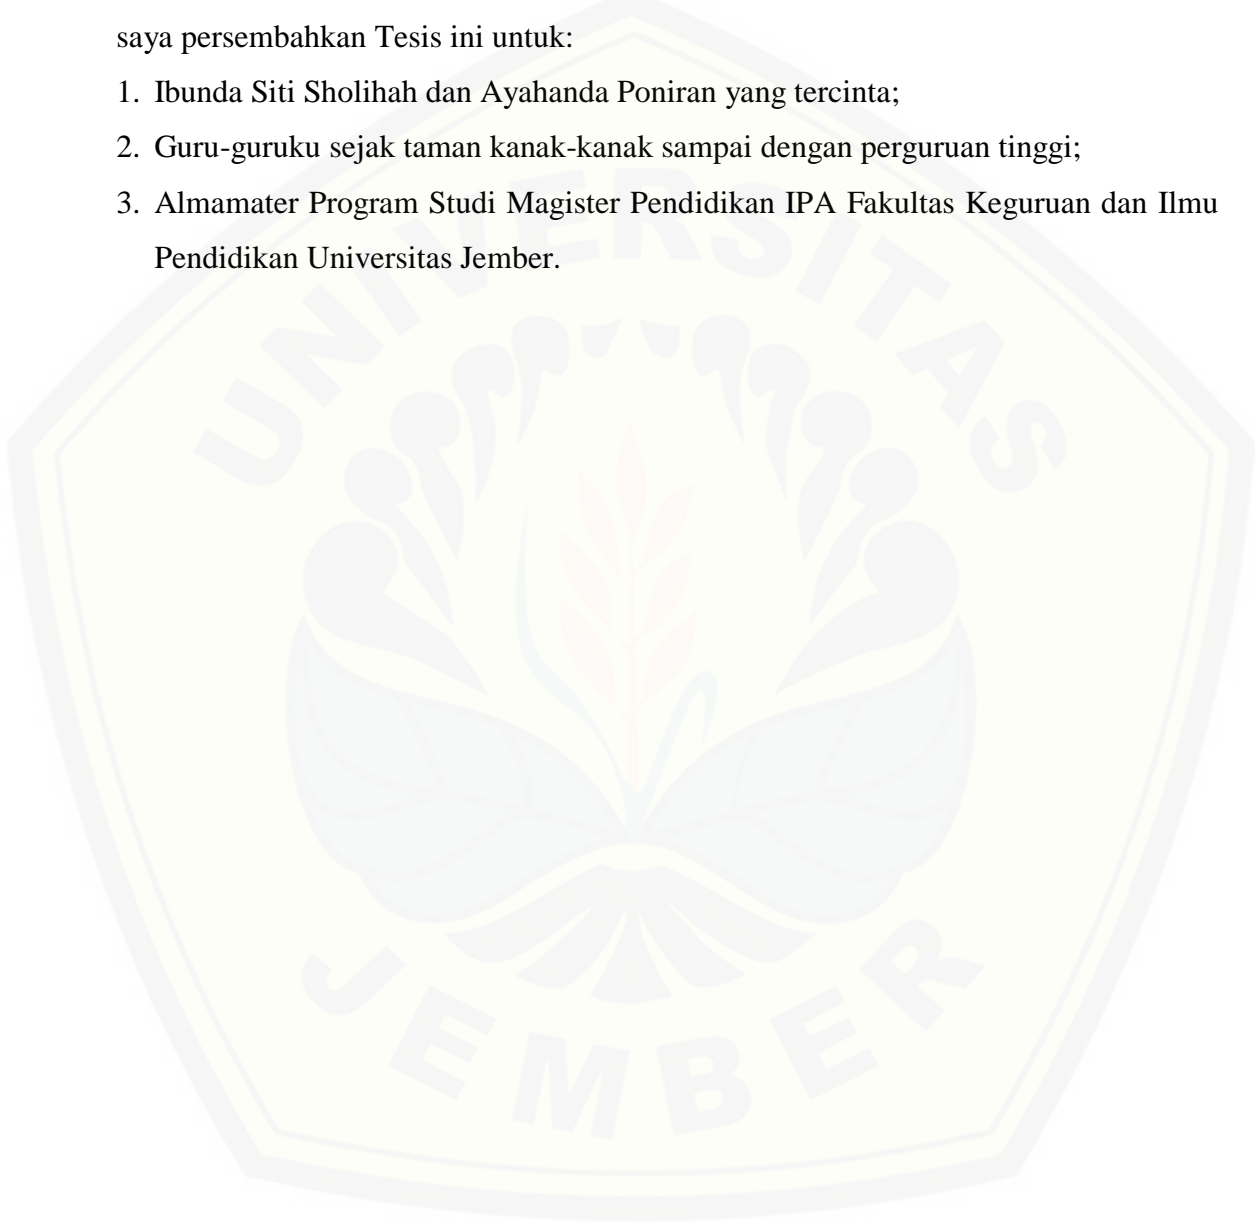 saya persembahkan Tesis ini untuk:
1. Ibunda Siti Sholihah dan Ayahanda Poniran yang tercinta;
2. Guru-guruku sejak taman kanak-kanak sampai dengan perguruan tinggi;
3. Almamater Program Studi Magister Pendidikan IPA Fakultas Keguruan dan Ilmu
Pendidikan Universitas Jember.
UNIVERSITAS
JEMBER